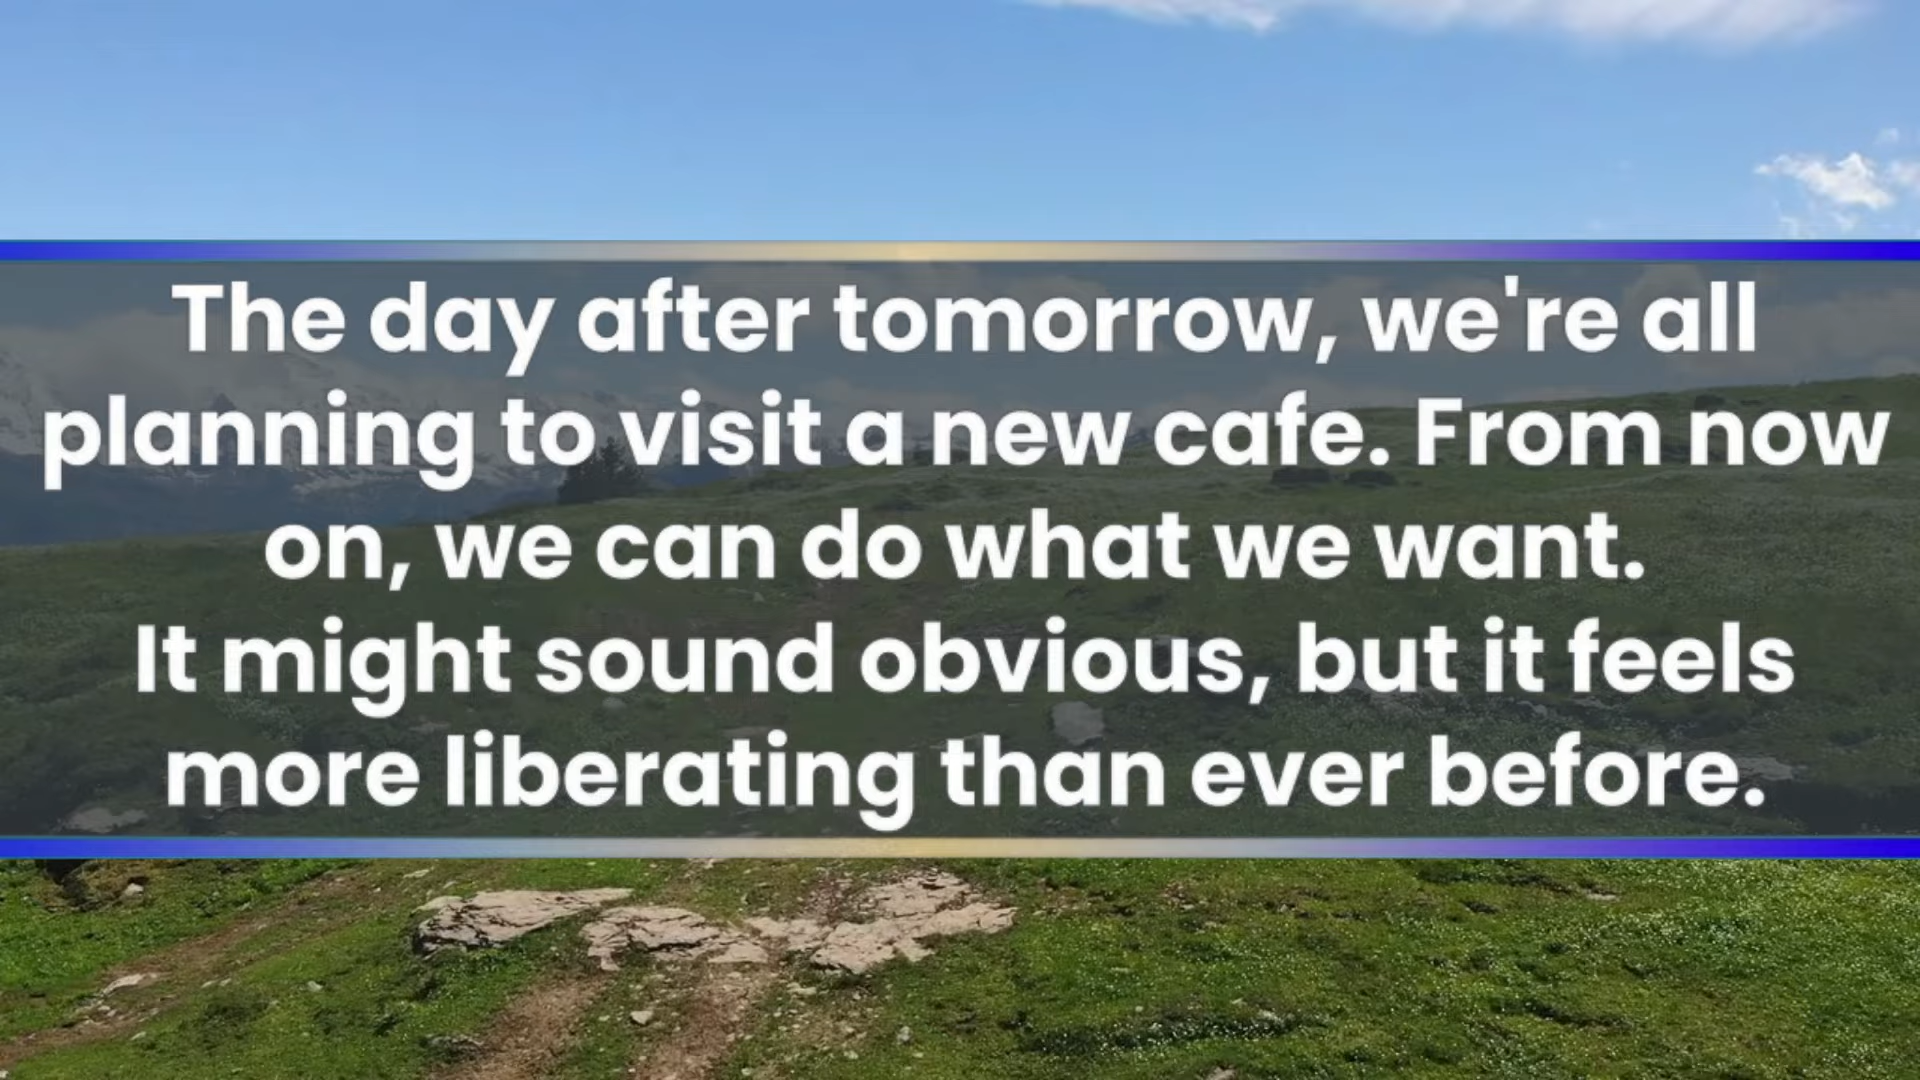 The day after tomorrow, we're all
planning to visit a new cafe. From now
on, we can do what we want.
It might sound obvious, but it feels
more liberating than ever before.